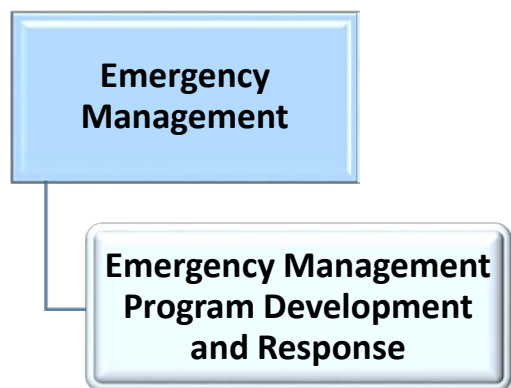 Emergency
Management
Emergency Management
Program Development
and Response